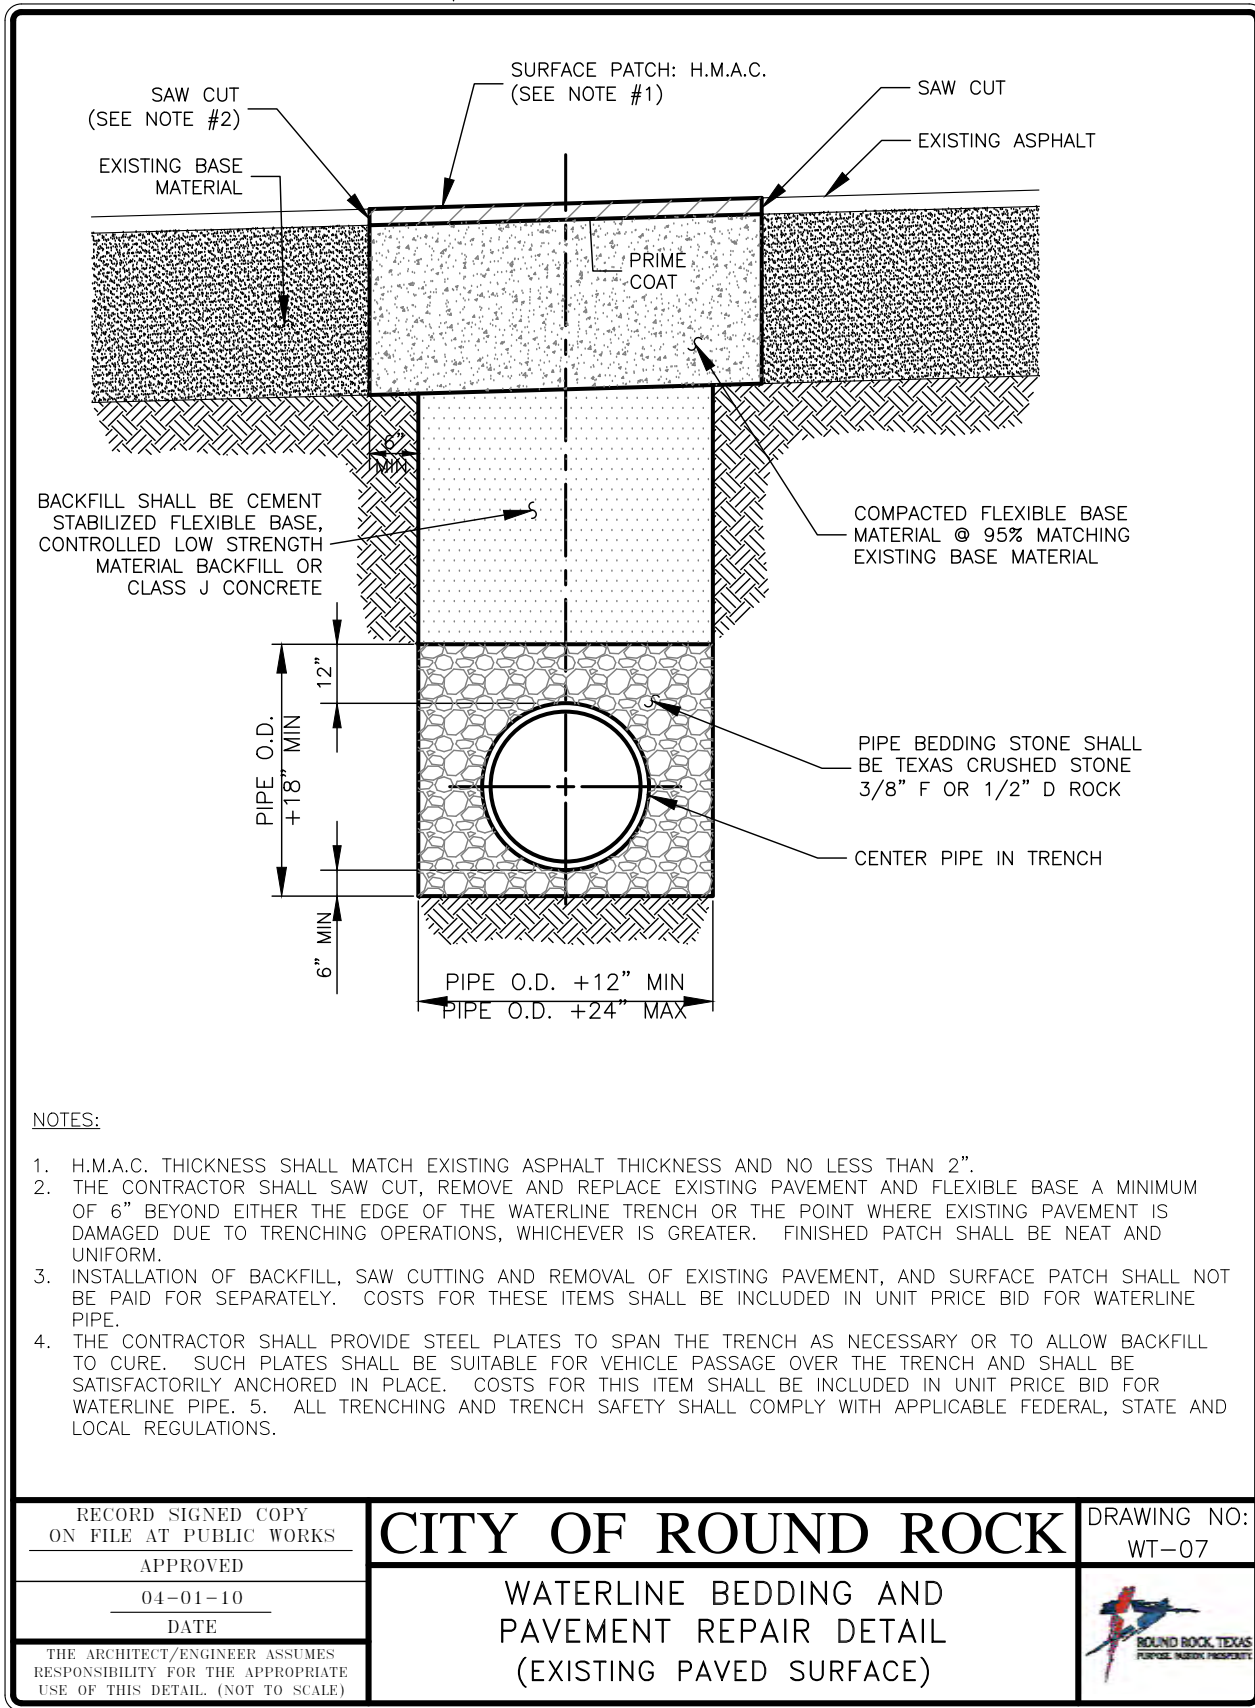 SURFACE PATCH: H.M.A.C.
(SEE NOTE #1)
SAW CUT
(SEE NOTE #2)
SAW CUT
EXISTING ASPHALT
EXISTING BASE
MATERIAL
PRIME
COAT
6"
MIN
BACKFILL SHALL BE CEMENT
STABILIZED FLEXIBLE BASE,
CONTROLLED LOW STRENGTH
MATERIAL BACKFILL OR
CLASS J CONCRETE
COMPACTED FLEXIBLE BASE
MATERIAL @ 95% MATCHING
EXISTING BASE MATERIAL
12"
PIPE O.D.
+18" MIN
PIPE BEDDING STONE SHALL
BE TEXAS CRUSHED STONE
3/8" F OR 1/2" D ROCK
CENTER PIPE IN TRENCH
6" MIN
PIPE O.D. +12" MIN
PIPE O.D. +24" MAX
NOTES:
1. H.M.A.C. THICKNESS SHALL MATCH EXISTING ASPHALT THICKNESS AND NO LESS THAN 2".
2. THE CONTRACTOR SHALL SAW CUT, REMOVE AND REPLACE EXISTING PAVEMENT AND FLEXIBLE BASE A MINIMUM
OF 6" BEYOND EITHER THE EDGE OF THE WATERLINE TRENCH OR THE POINT WHERE EXISTING PAVEMENT IS
DAMAGED DUE TO TRENCHING OPERATIONS, WHICHEVER IS GREATER. FINISHED PATCH SHALL BE NEAT AND
UNIFORM.
3. INSTALLATION OF BACKFILL, SAW CUTTING AND REMOVAL OF EXISTING PAVEMENT, AND SURFACE PATCH SHALL NOT
BE PAID FOR SEPARATELY. COSTS FOR THESE ITEMS SHALL BE INCLUDED IN UNIT PRICE BID FOR WATERLINE
PIPE.
4. THE CONTRACTOR SHALL PROVIDE STEEL PLATES TO SPAN THE TRENCH AS NECESSARY OR TO ALLOW BACKFILL
TO CURE. SUCH PLATES SHALL BE SUITABLE FOR VEHICLE PASSAGE OVER THE TRENCH AND SHALL BE
SATISFACTORILY ANCHORED IN PLACE. COSTS FOR THIS ITEM SHALL BE INCLUDED IN UNIT PRICE BID FOR
WATERLINE PIPE. 5. ALL TRENCHING AND TRENCH SAFETY SHALL COMPLY WITH APPLICABLE FEDERAL, STATE AND
LOCAL REGULATIONS.
RECORD SIGNED COPY
ON FILE AT PUBLIC WORKS
APPROVED
04-01-10
DATE
THE ARCHITECT/ENGINEER ASSUMES
RESPONSIBILITY FOR THE APPROPRIATE
USE OF THIS DETAIL. (NOT TO SCALE)
CITY OF ROUND ROCK
WATERLINE BEDDING AND
PAVEMENT REPAIR DETAIL
(EXISTING PAVED SURFACE)
DRAWING NO:
WT-07
ROUND ROCK, TEXAS
PURPOSE. PASSION. PROSPERITY.